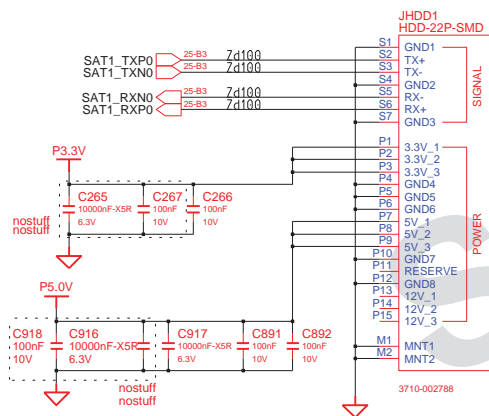 JHDD1
HDD-22P-SMD
S1 GND1
SAT1_TXP0 25-B3 Zd100 S2 TX+
SAT1_TXN0 25-B3 Zd100 S3 TX-
S4 GND2
SAT1_RXN0 25-B3 Zd100 S5 RX-
SAT1_RXP0 25-B3 Zd100 S6 RX+
S7 GND3
SIGNAL
P3.3V
P1 3.3V_1
P2 3.3V_2
P3 3.3V_3
P4 GND4
P5 GND5
P6 GND6
P7 5V_1
P8 5V_2
P9 5V_3
P10 GND7
P11 RESERVE
P12 GND8
P13 12V_1
P14 12V_2
P15 12V_3
POWER
C265 C267 C266
10000nF-X5R 100nF 100nF
6.3V 10V 10V
nostuff
nostuff
P5.0V
C918 C916 C917 C891 C892
100nF 10000nF-X5R 10000nF-X5R 100nF 100nF
10V 6.3V 6.3V 10V 10V
nostuff
nostuff
M1 MNT1
M2 MNT2
3710-002788